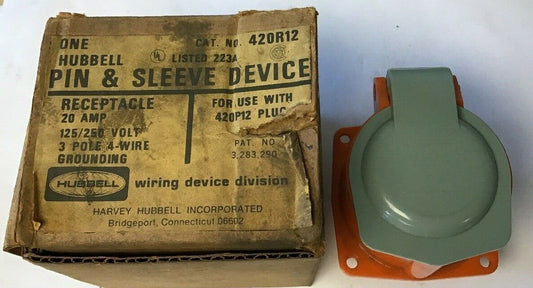 ONE CAT. NO. 420R12
HUBBELL UL LISTED 223A
PIN & SLEEVE DEVICE
RECEPTACLE FOR USE WITH
20 AMP 420P12 PLUG
125/250 VOLT PAT. NO.
3 POLE 4-WIRE 3,283,290
GROUNDING
HUBBELL wiring device division
HARVEY HUBBELL INCORPORATED
Bridgeport, Connecticut 06602